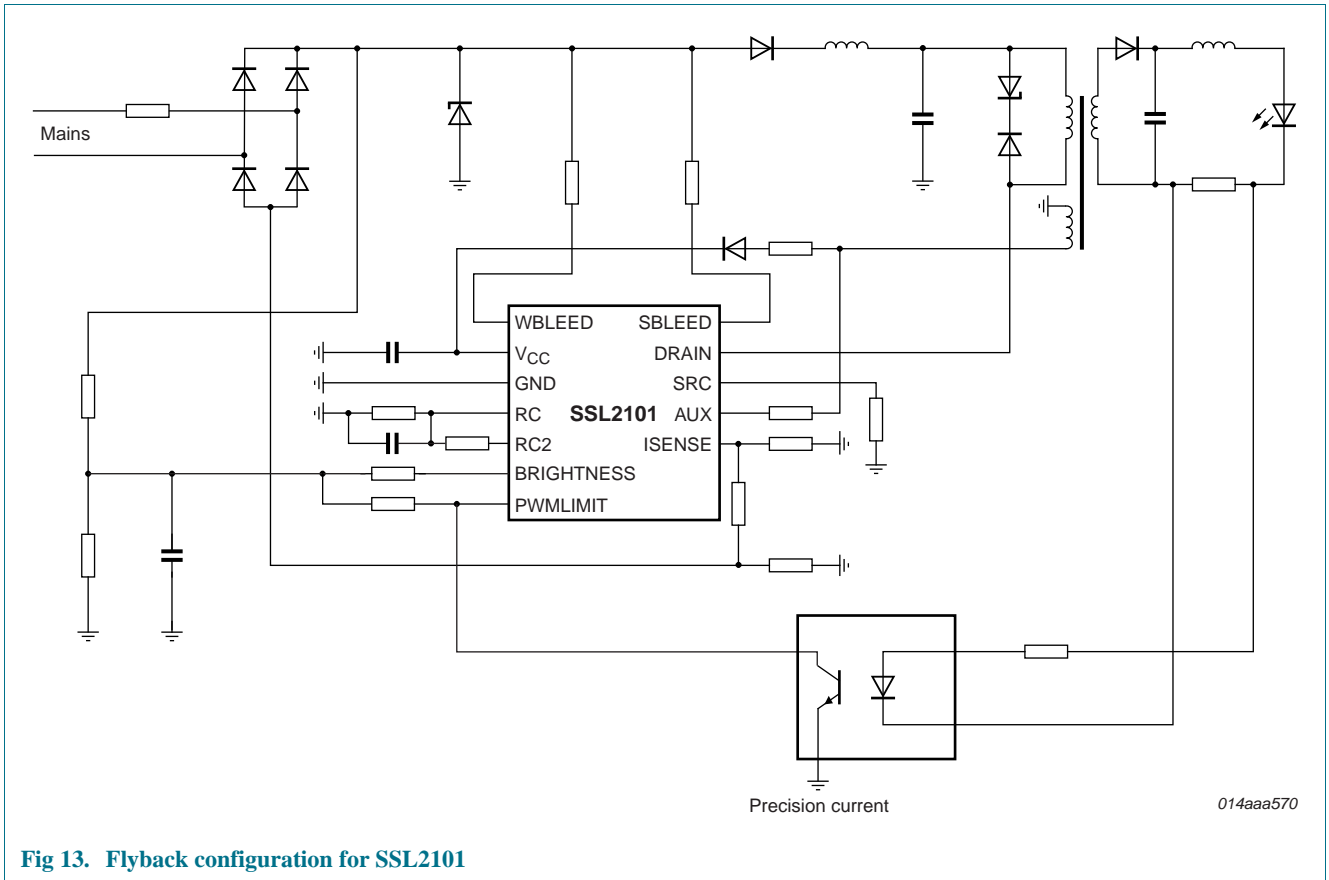 Mains
WBLEED SBLEED
VCC DRAIN
GND SRC
RC SSL2101 AUX
RC2 ISENSE
BRIGHTNESS
PWMLIMIT
Precision current
014aaa570
Fig 13. Flyback configuration for SSL2101